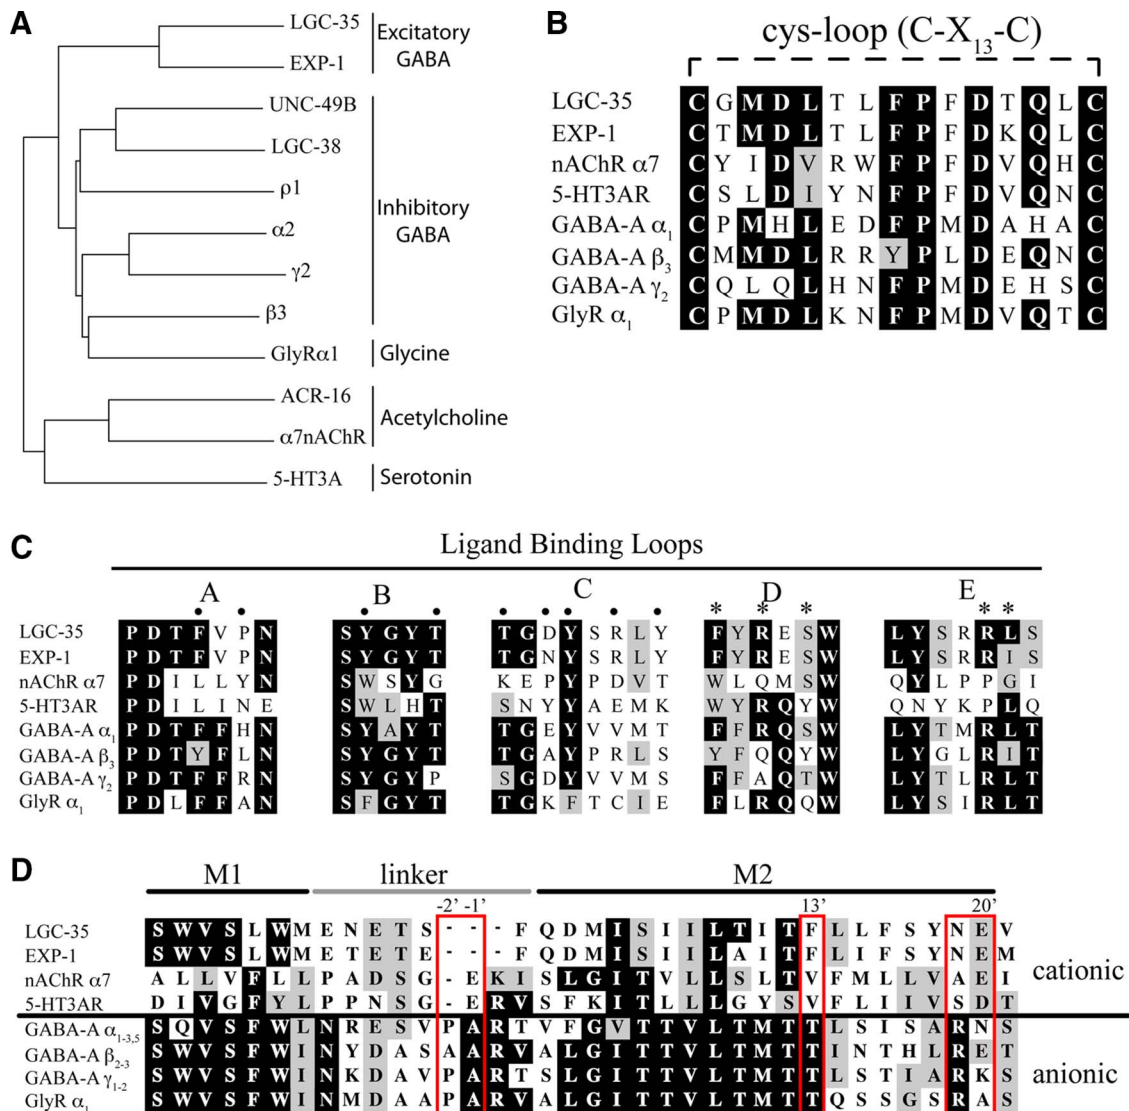 A
LGC-35
EXP-1
Excitatory
GABA
UNC-49B
LGC-38
ρ1
α2
γ2
β3
Inhibitory
GABA
GlyRα1
Glycine
ACR-16
α7nAChR
Acetylcholine
5-HT3A
Serotonin
B
cys-loop (C-X13-C)
LGC-35 C G M D L T L F P F D T Q L C
EXP-1 C T M D L T L F P F D K Q L C
nAChR α7 C Y I D V R W F P F D V Q H C
5-HT3AR C S L D I Y N F P F D V Q N C
GABA-A α1 C P M H L E D F P M D A H A C
GABA-A β3 C M M D L R R Y P L D E Q N C
GABA-A γ2 C Q L Q L H N F P M D E H S C
GlyR α1 C P M D L K N F P M D V Q T C
C
Ligand Binding Loops
A B C D E
• • • • • • • • • * * * * *
LGC-35 P D T F V P N S Y G Y T T G D Y S R L Y F Y R E S W L Y S R R L S
EXP-1 P D T F V P N S Y G Y T T G N Y S R L Y F Y R E S W L Y S R R I S
nAChR α7 P D I L L Y N S W S Y G K E P Y P D V T W L Q M S W Q Y L P P G I
5-HT3AR P D I L I N E S W L H T S N Y Y A E M K W Y R Q Y W Q N Y K P L Q
GABA-A α1 P D T F F H N S Y A Y T T G E Y V V M T F F R Q S W L Y T M R L T
GABA-A β3 P D T Y F L N S Y G Y T T G A Y P R L S Y F Q Q Y W L Y G L R I T
GABA-A γ2 P D T F F R N S Y G Y P S G D Y V V M S F F A Q T W L Y T L R L T
GlyR α1 P D L F F A N S F G Y T T G K F T C I E F L R Q Q W L Y S I R L T
D
M1 linker M2
-2' -1' 13' 20'
LGC-35 S W V S L W M E N E T S - - - F Q D M I S I I L T I T F L L F S Y N E V
EXP-1 S W V S L W M E T E T E - - - F Q D M I S I I L A I T F L I F S Y N E M
nAChR α7 A L L V F L L P A D S G - E K I S L G I T V L L S L T V F M L L V A E I
5-HT3AR D I V G F Y L P P N S G - E R V S F K I T L L L G Y S V F L I I V S D T
cationic
GABA-A α1-3,5 S Q V S F W L N R E S V P A R T V F G V T T V L T M T T L S I S A R N S
GABA-A β2-3 S W V S F W I N Y D A S A A R V A L G I T T V L T M T T I N T H L R E T
GABA-A γ1-2 S W V S F W I N K D A V P A R T S L G I T T V L T M T T L S T I A R K S
GlyR α1 S W V S F W I N M D A A P A R V A L G I T T V L T M T T Q S S G S R A S
anionic